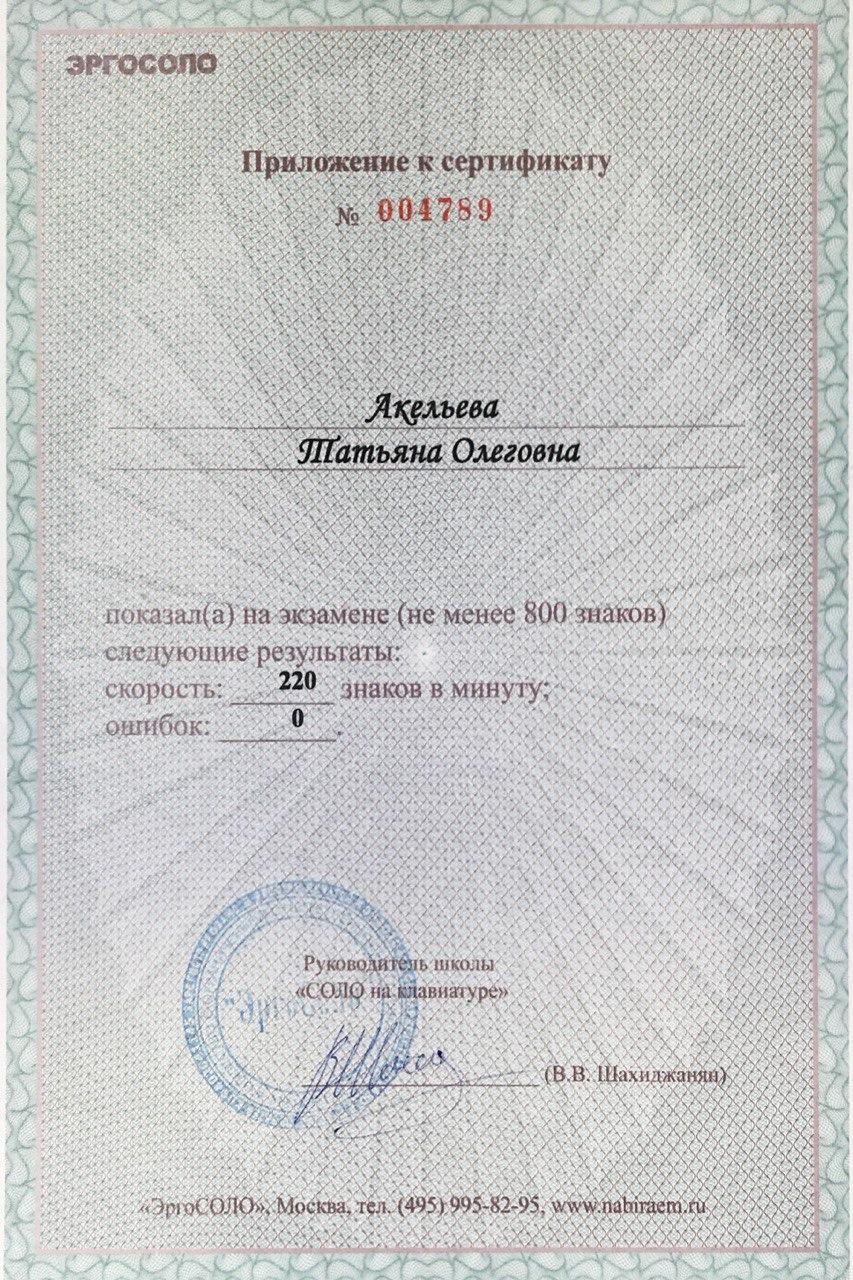 ЭРГОСОЛО
Приложение к сертификату
№ 004789
Акельева
Татьяна Олеговна
показал(а) на экзамене (не менее 800 знаков)
следующие результаты:
скорость: 220 знаков в минуту;
ошибок: 0.
Руководитель школы
«СОЛО на клавиатуре»
(В.В. Шахиджанян)
«ЭргоСОЛО», Москва, тел. (495) 995-82-95, www.nabiraem.ru